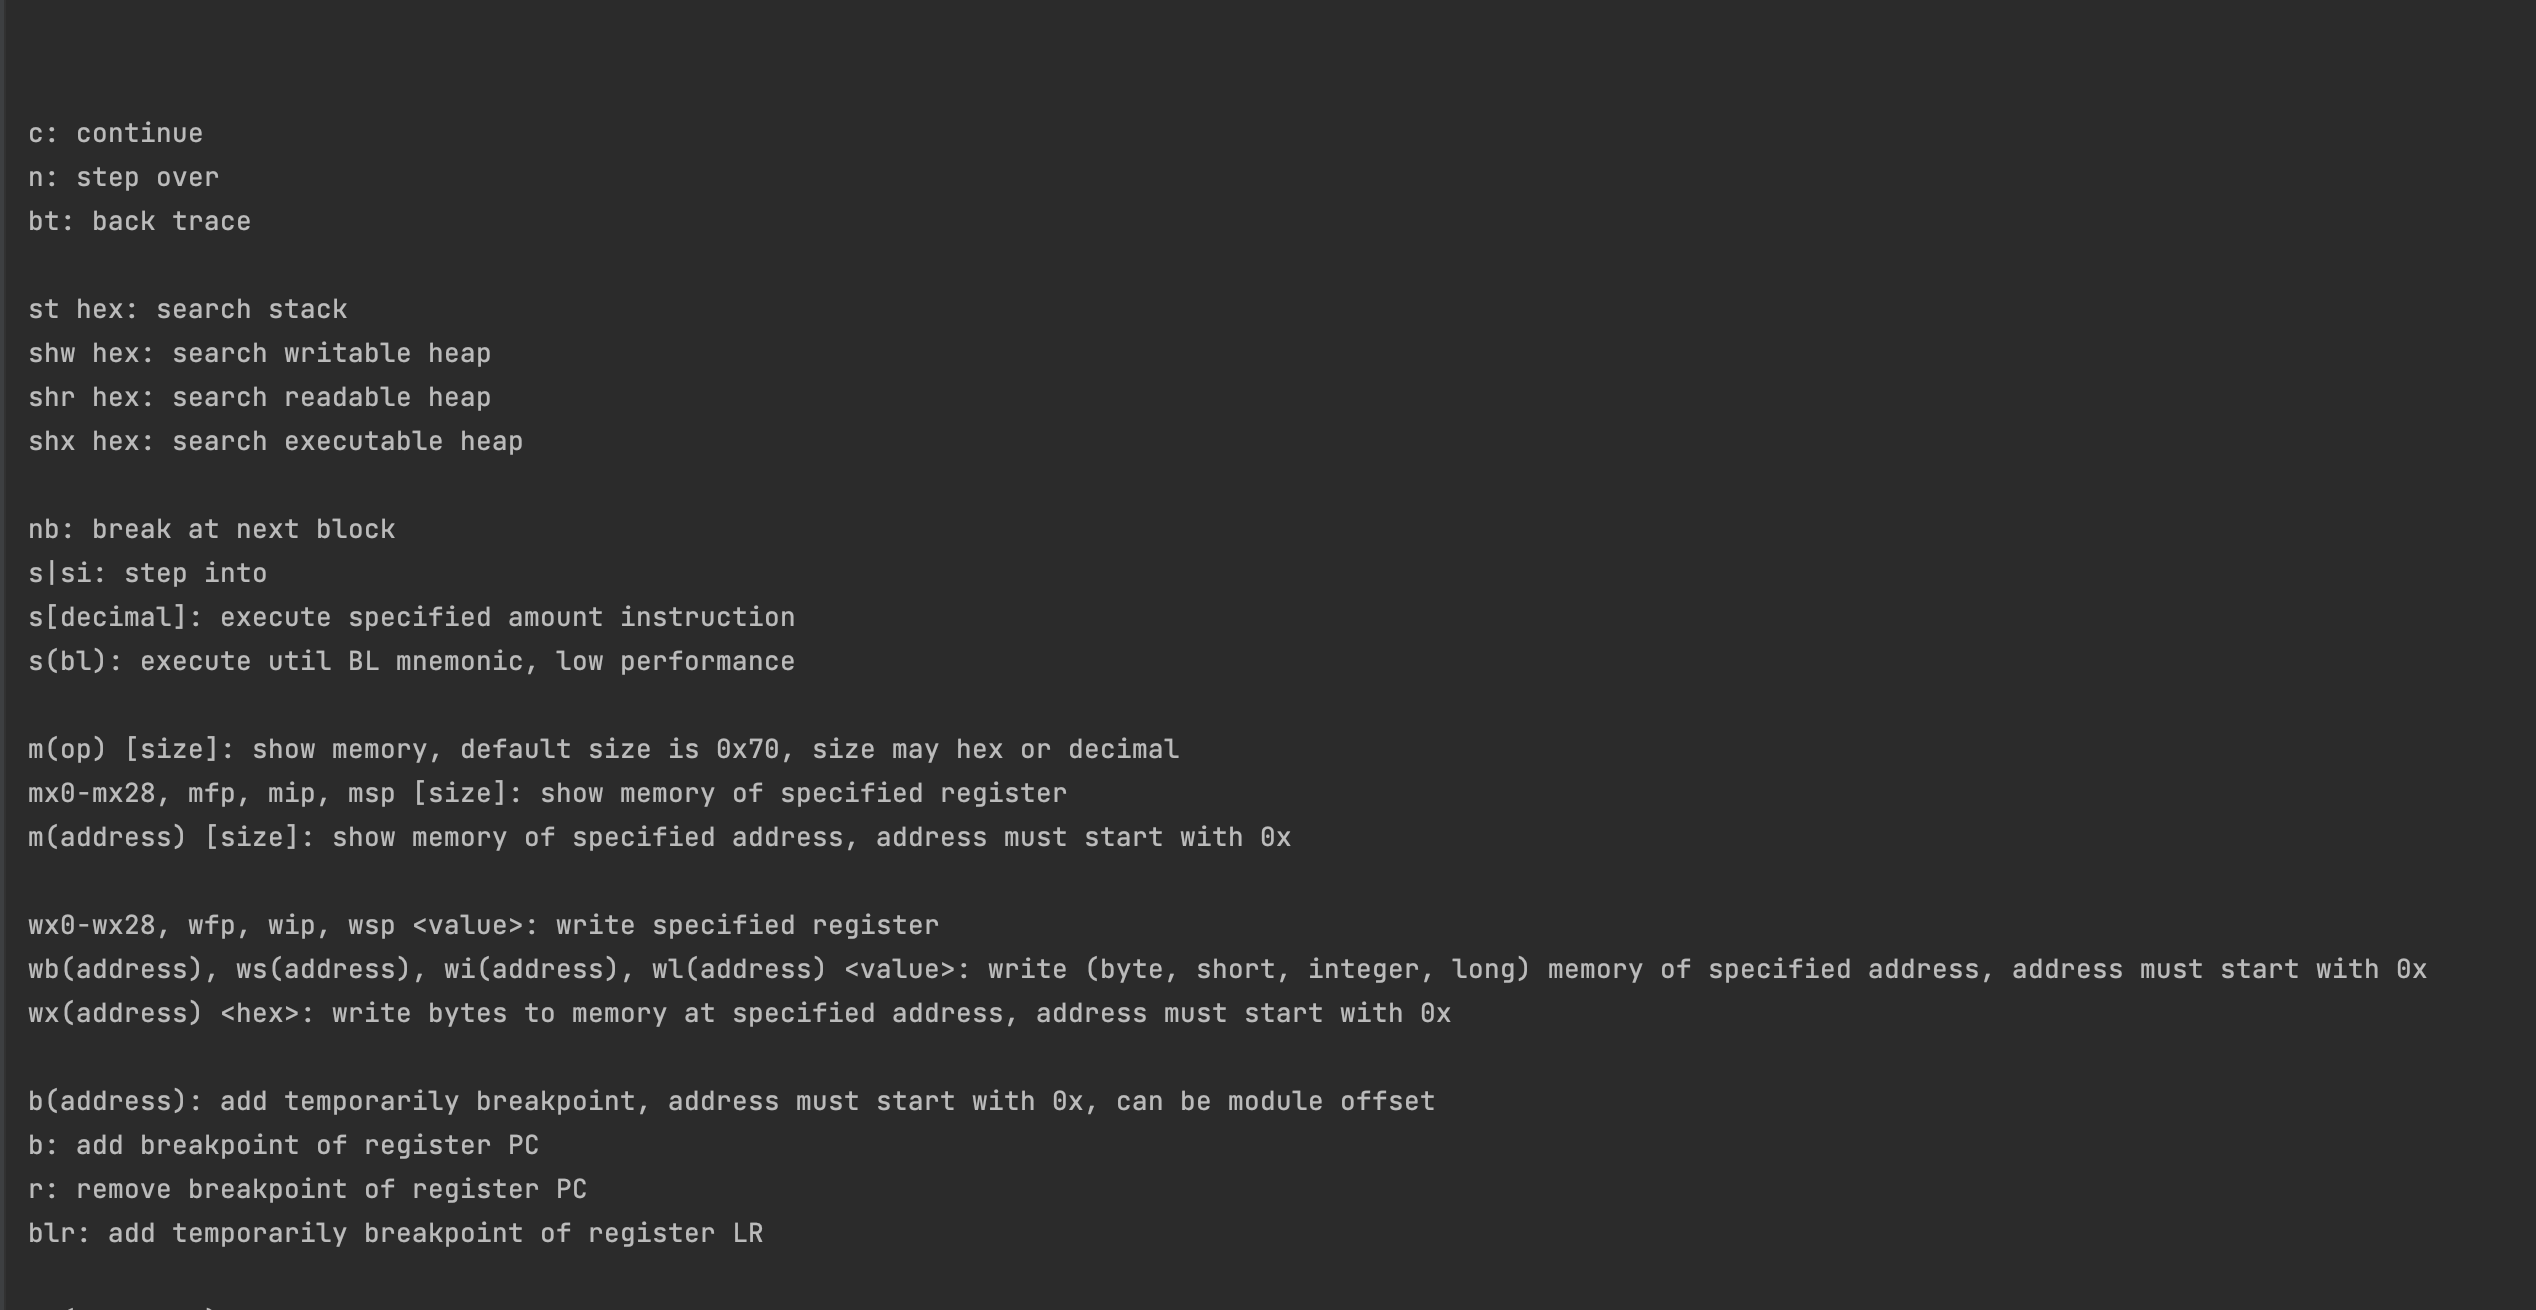 c: continue
n: step over
bt: back trace
st hex: search stack
shw hex: search writable heap
shr hex: search readable heap
shx hex: search executable heap
nb: break at next block
s|si: step into
s[decimal]: execute specified amount instruction
s(bl): execute util BL mnemonic, low performance
m(op) [size]: show memory, default size is 0x70, size may hex or decimal
mx0-mx28, mfp, mip, msp [size]: show memory of specified register
m(address) [size]: show memory of specified address, address must start with 0x
wx0-wx28, wfp, wip, wsp <value>: write specified register
wb(address), ws(address), wi(address), wl(address) <value>: write (byte, short, integer, long) memory of specified address, address must start with 0x
wx(address) <hex>: write bytes to memory at specified address, address must start with 0x
b(address): add temporarily breakpoint, address must start with 0x, can be module offset
b: add breakpoint of register PC
r: remove breakpoint of register PC
blr: add temporarily breakpoint of register LR